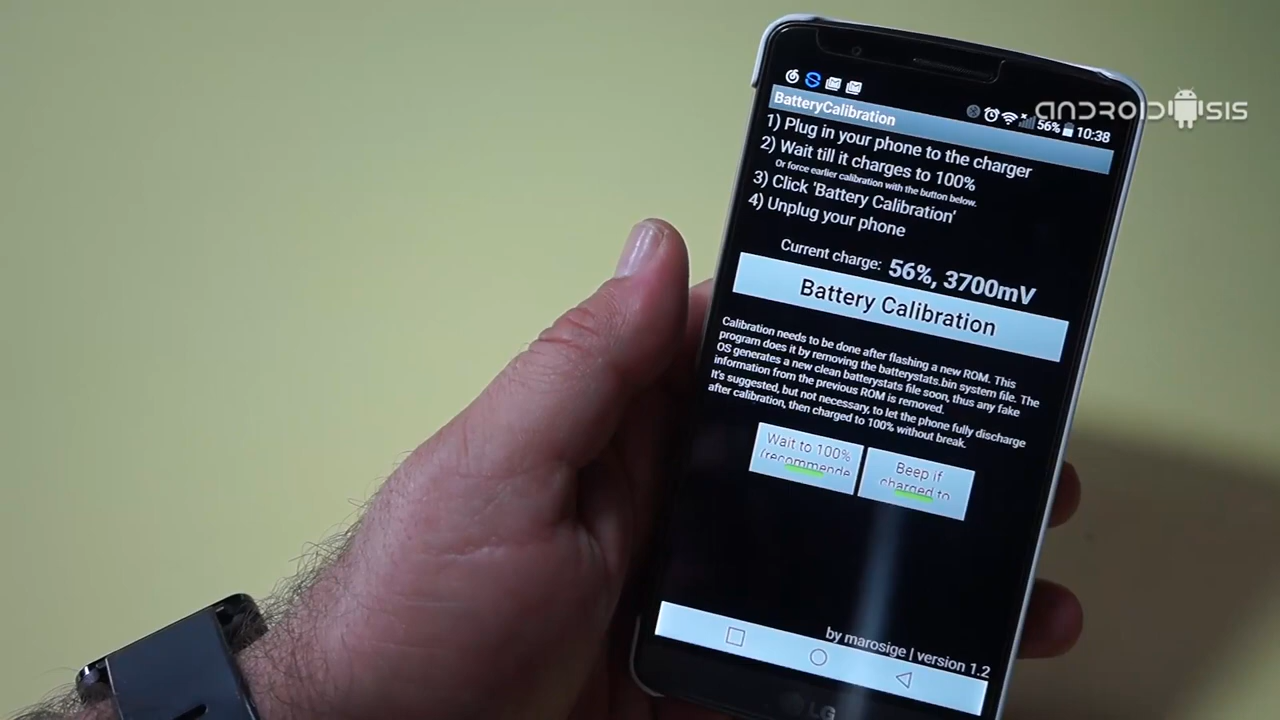 ANDROIDSIS
56% 10:38
BatteryCalibration
1) Plug in your phone to the charger
2) Wait till it charges to 100%
Or force earlier calibration with the button below.
3) Click 'Battery Calibration'
4) Unplug your phone
Current charge: 56%, 3700mV
Battery Calibration
Calibration needs to be done after flashing a new ROM. This
program does it by removing the batterystats.bin system file. The
OS generates a new clean batterystats file soon, thus any fake
information from the previous ROM is removed.
It's suggested, but not necessary, to let the phone fully discharge
after calibration, then charged to 100% without break.
Wait to 100%
(recommende
Beep if
charged to
by marosige | version 1.2
LG